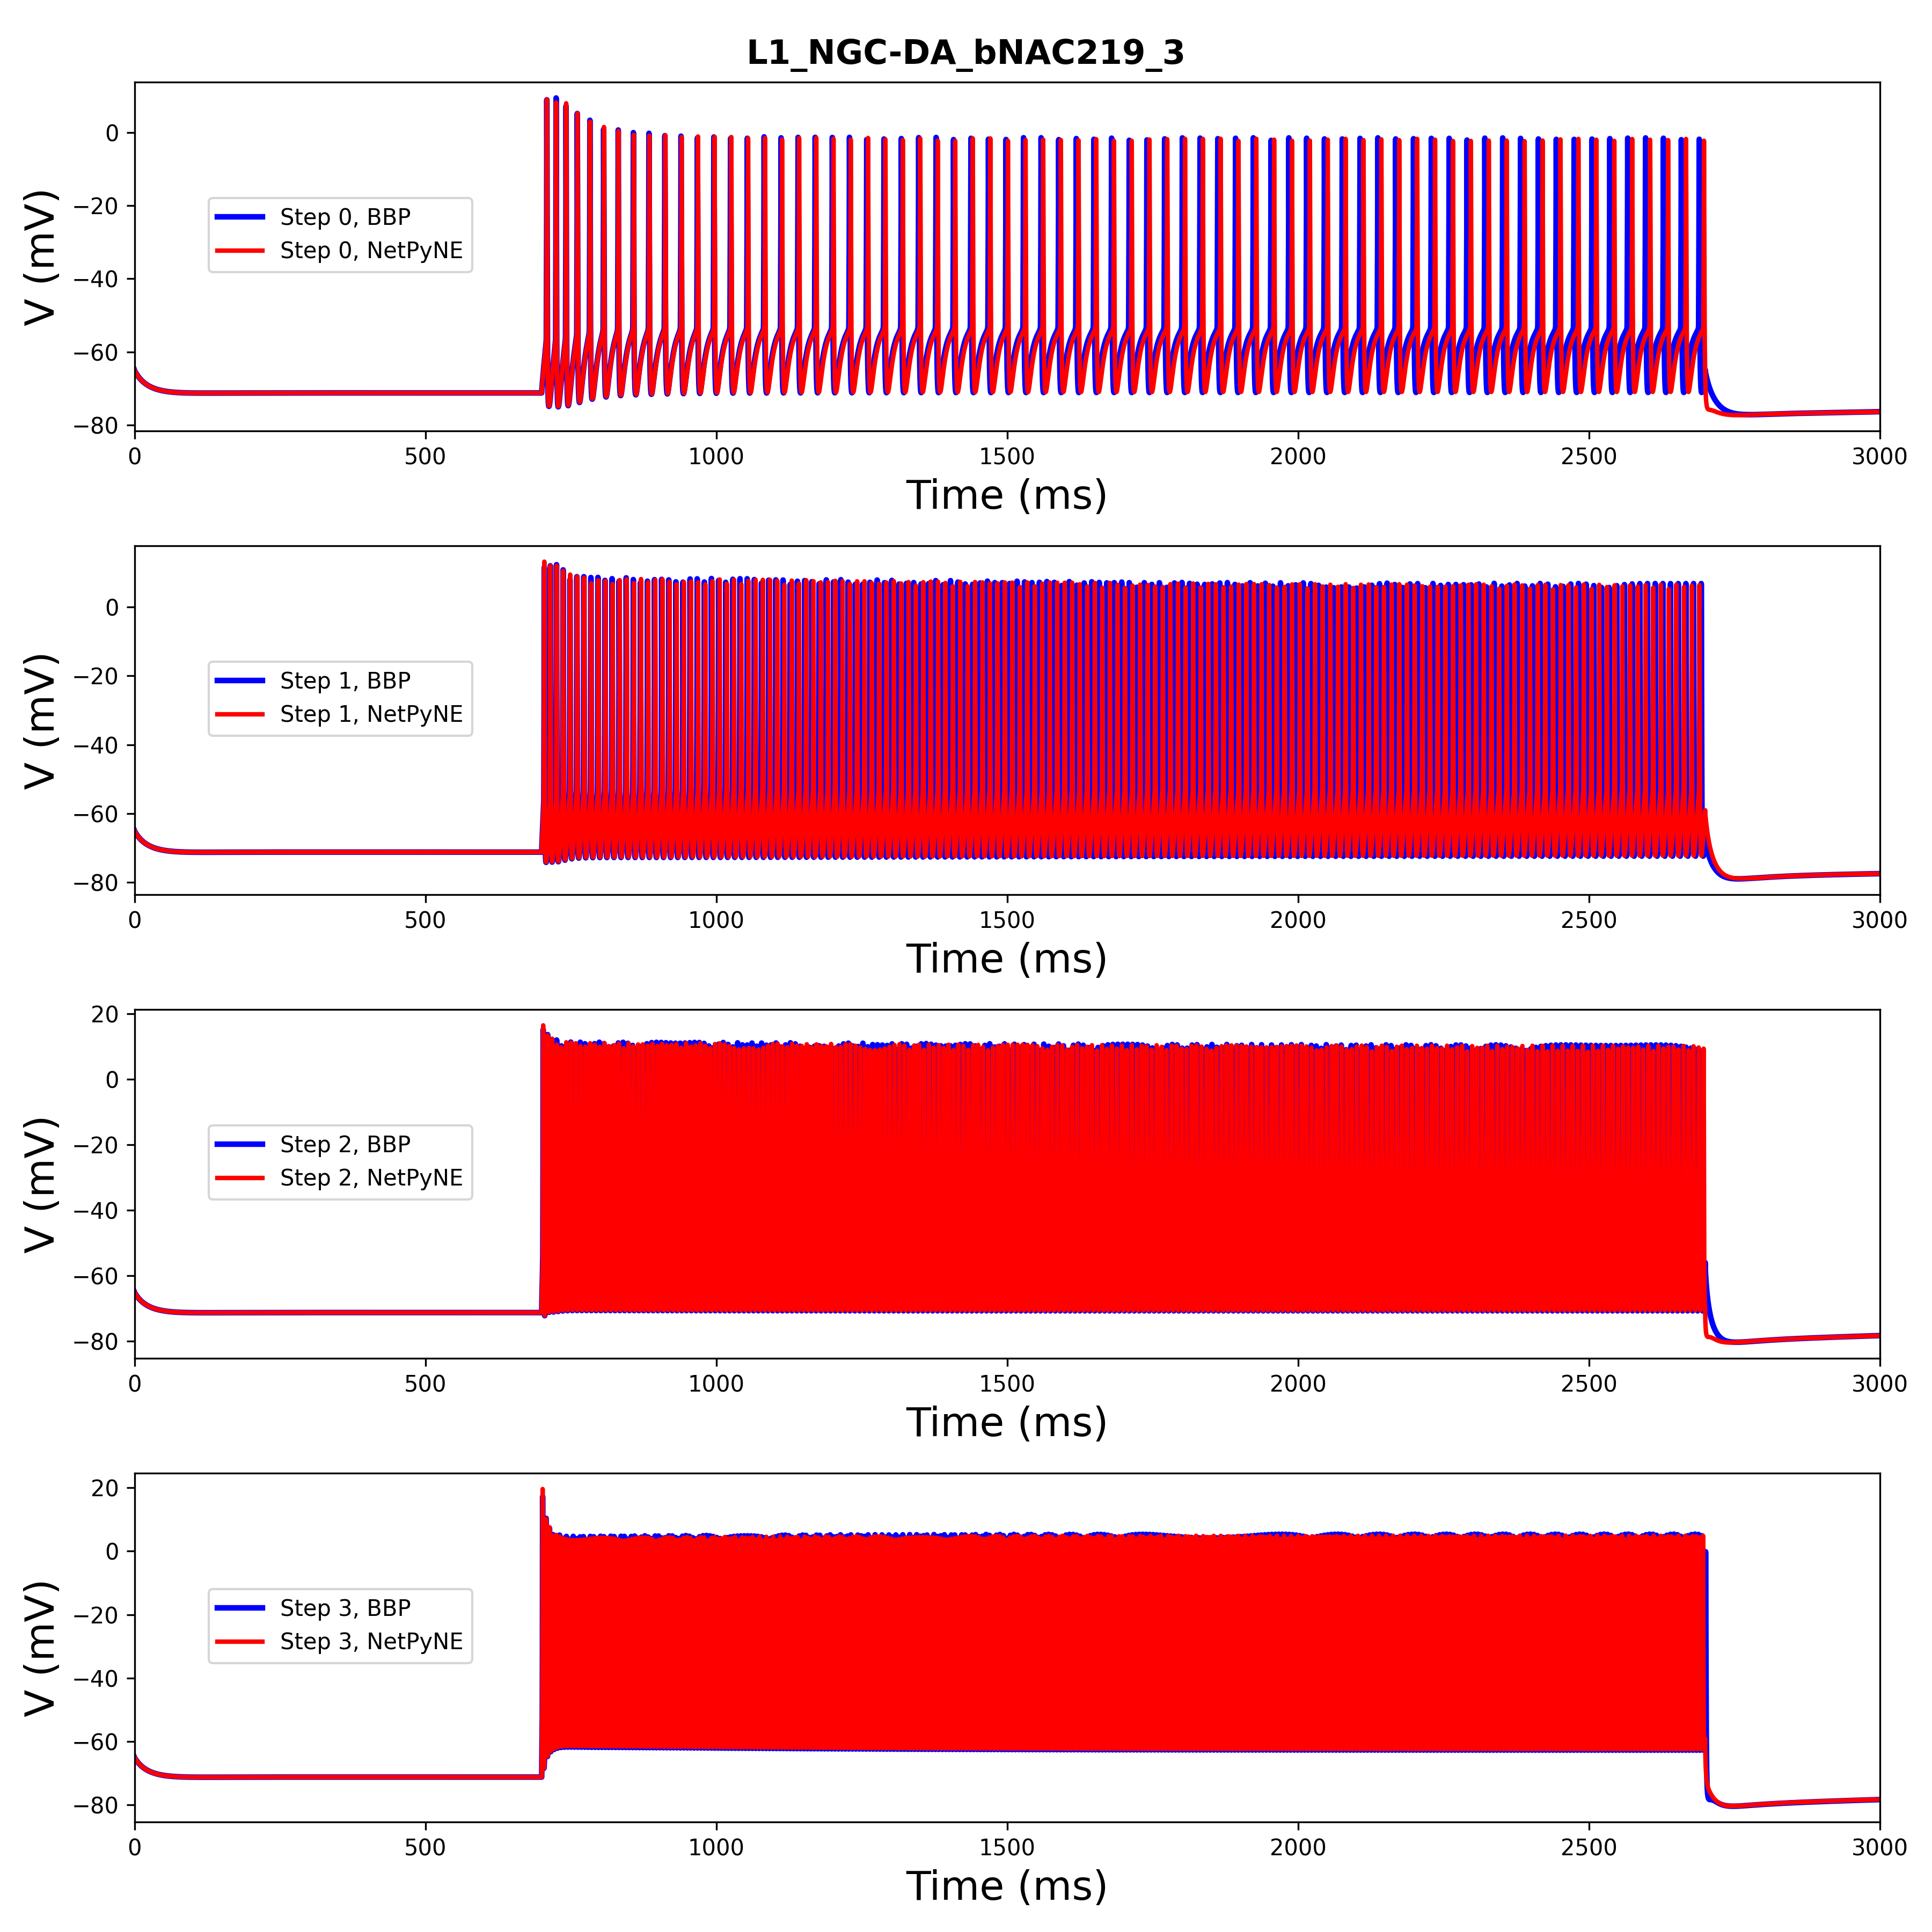 L1_NGC-DA_bNAC219_3
0
−20
−40
−60
−80
V (mV)
Step 0, BBP
Step 0, NetPyNE
0 500 1000 1500 2000 2500 3000
Time (ms)
0
−20
−40
−60
−80
V (mV)
Step 1, BBP
Step 1, NetPyNE
0 500 1000 1500 2000 2500 3000
Time (ms)
20
0
−20
−40
−60
−80
V (mV)
Step 2, BBP
Step 2, NetPyNE
0 500 1000 1500 2000 2500 3000
Time (ms)
20
0
−20
−40
−60
−80
V (mV)
Step 3, BBP
Step 3, NetPyNE
0 500 1000 1500 2000 2500 3000
Time (ms)